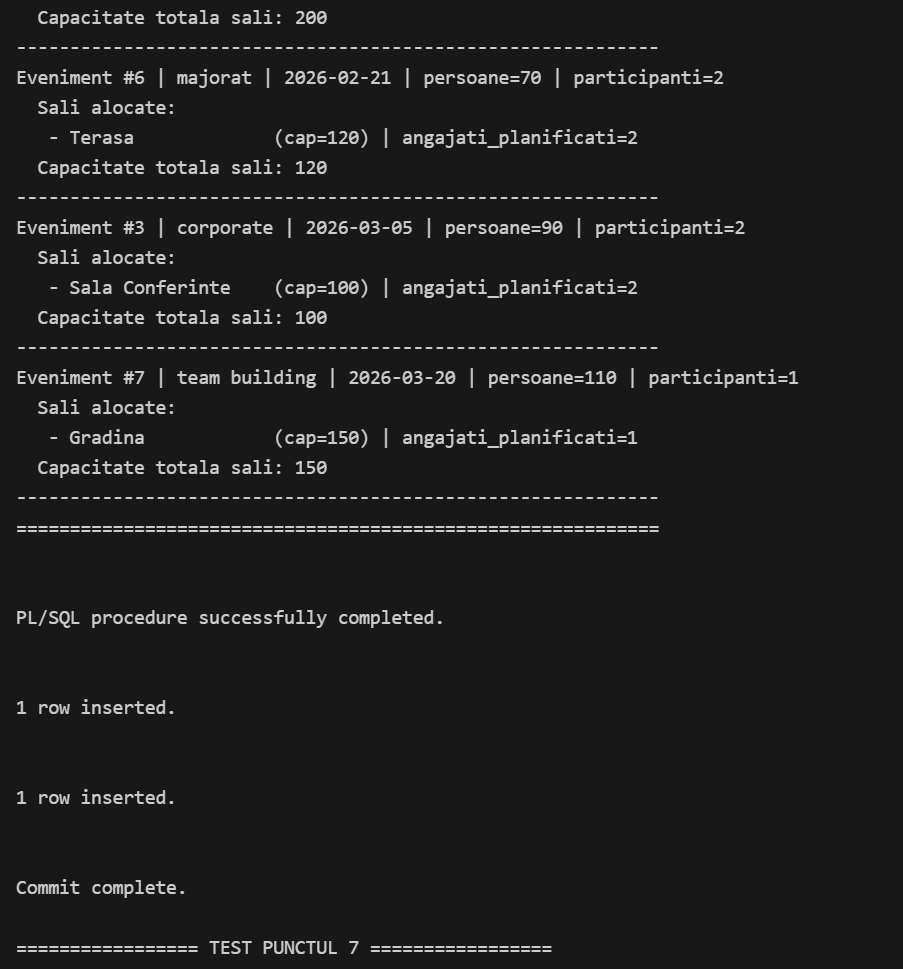 Capacitate totala sali: 200
------------------------------------------------------------
Eveniment #6 | majorat | 2026-02-21 | persoane=70 | participanti=2
Sali alocate:
- Terasa             (cap=120) | angajati_planificati=2
Capacitate totala sali: 120
------------------------------------------------------------
Eveniment #3 | corporate | 2026-03-05 | persoane=90 | participanti=2
Sali alocate:
- Sala Conferinte    (cap=100) | angajati_planificati=2
Capacitate totala sali: 100
------------------------------------------------------------
Eveniment #7 | team building | 2026-03-20 | persoane=110 | participanti=1
Sali alocate:
- Gradina            (cap=150) | angajati_planificati=1
Capacitate totala sali: 150
------------------------------------------------------------
============================================================
PL/SQL procedure successfully completed.
1 row inserted.
1 row inserted.
Commit complete.
================= TEST PUNCTUL 7 =================